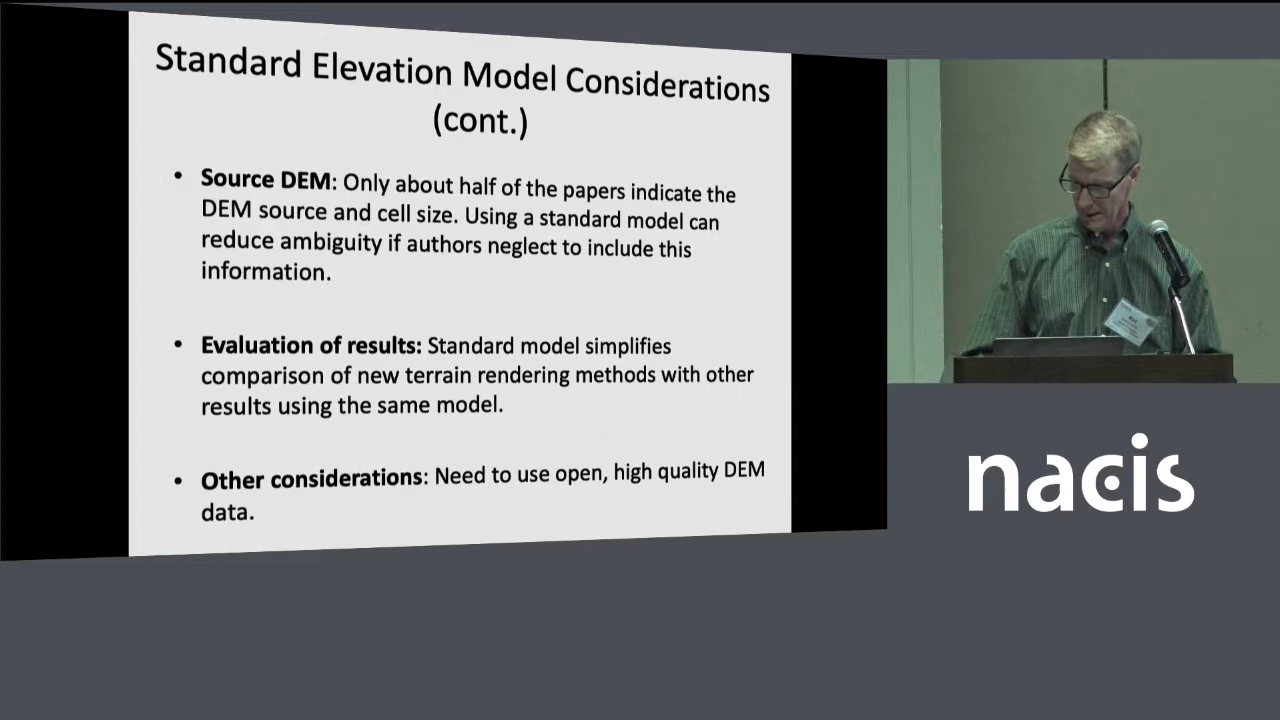 Standard Elevation Model Considerations
(cont.)
• Source DEM: Only about half of the papers indicate the
DEM source and cell size. Using a standard model can
reduce ambiguity if authors neglect to include this
information.
• Evaluation of results: Standard model simplifies
comparison of new terrain rendering methods with other
results using the same model.
• Other considerations: Need to use open, high quality DEM
data.
nacis